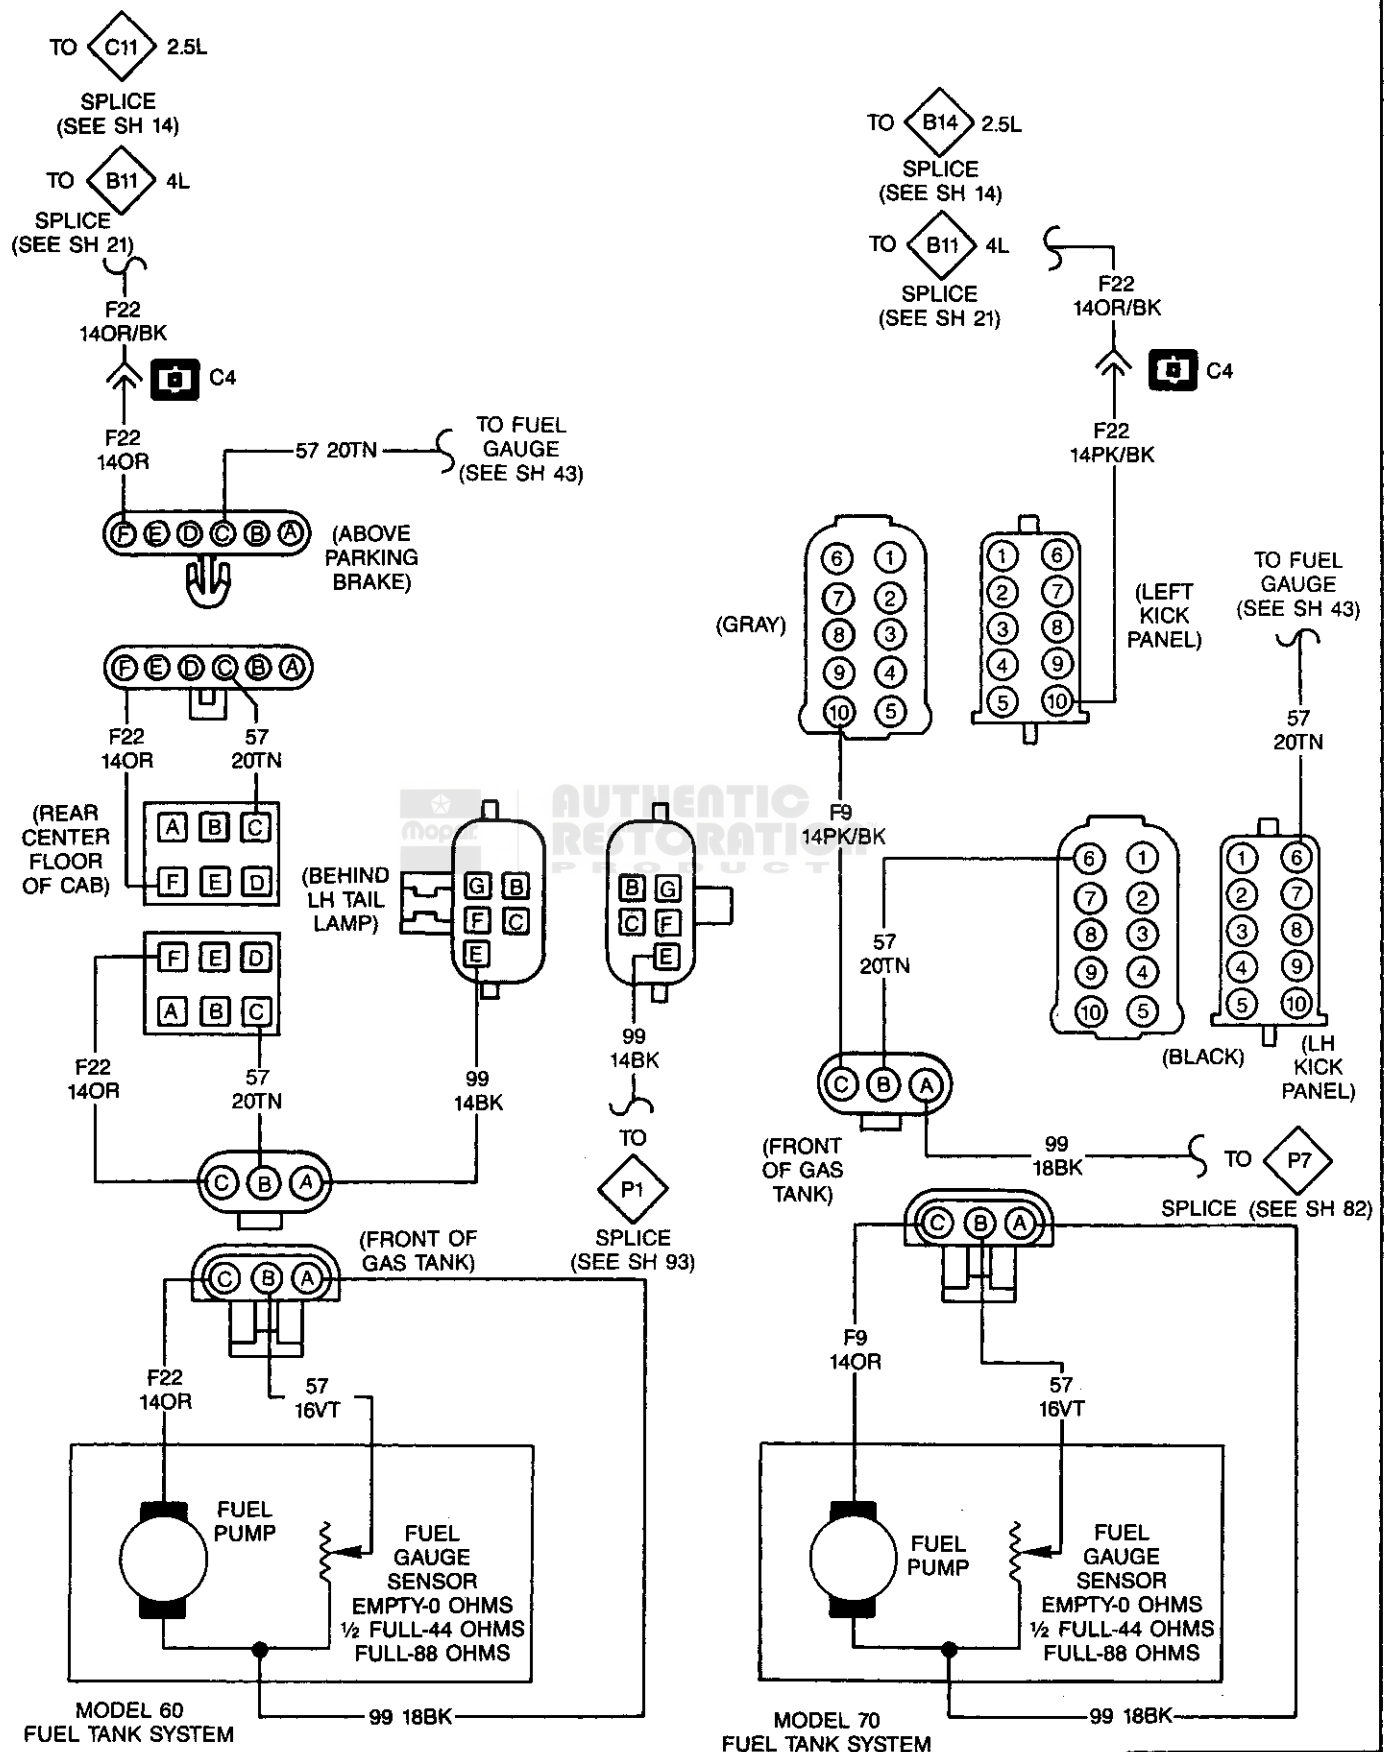 TO C11 2.5L
SPLICE
(SEE SH 14)
TO B11 4L
SPLICE
(SEE SH 21)
F22
14OR/BK
C4
F22
14OR
57 20TN
TO FUEL
GAUGE
(SEE SH 43)
F E D C B A
(ABOVE
PARKING
BRAKE)
F E D C B A
F22
14OR
57
20TN
(REAR
CENTER
FLOOR
OF CAB)
A B C
F E D
F E D
A B C
(BEHIND
LH TAIL
LAMP)
G B
F C
E
B G
C F
E
F22
14OR
57
20TN
99
14BK
99
14BK
TO
P1
SPLICE
(SEE SH 93)
C B A
(FRONT OF
GAS TANK)
C B A
F22
14OR
57
16VT
FUEL
PUMP
FUEL
GAUGE
SENSOR
EMPTY-0 OHMS
½ FULL-44 OHMS
FULL-88 OHMS
99 18BK
MODEL 60
FUEL TANK SYSTEM
Mopar
AUTHENTIC
RESTORATION
PRODUCT
TO B14 2.5L
SPLICE
(SEE SH 14)
TO B11 4L
SPLICE
(SEE SH 21)
F22
14OR/BK
C4
F22
14PK/BK
(GRAY)
6 1
7 2
8 3
9 4
10 5
1 6
2 7
3 8
4 9
5 10
(LEFT
KICK
PANEL)
TO FUEL
GAUGE
(SEE SH 43)
57
20TN
F9
14PK/BK
57
20TN
6 1
7 2
8 3
9 4
10 5
(BLACK)
1 6
2 7
3 8
4 9
5 10
(LH
KICK
PANEL)
C B A
(FRONT
OF GAS
TANK)
99
18BK
TO P7
SPLICE (SEE SH 82)
C B A
F9
14OR
57
16VT
FUEL
PUMP
FUEL
GAUGE
SENSOR
EMPTY-0 OHMS
½ FULL-44 OHMS
FULL-88 OHMS
99 18BK
MODEL 70
FUEL TANK SYSTEM